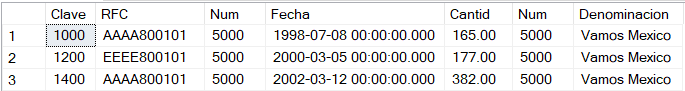 Clave RFC Num Fecha Cantid Num Denominacion
1 1000 AAAA800101 5000 1998-07-08 00:00:00.000 165.00 5000 Vamos Mexico
2 1200 EEEE800101 5000 2000-03-05 00:00:00.000 177.00 5000 Vamos Mexico
3 1400 AAAA800101 5000 2002-03-12 00:00:00.000 382.00 5000 Vamos Mexico